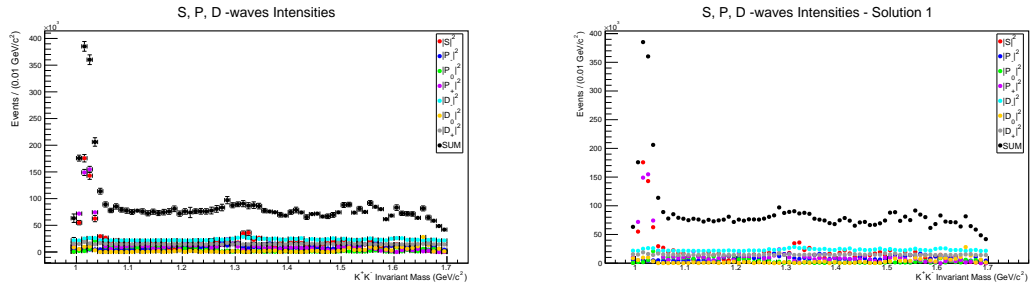 S, P, D -waves Intensities
×10³
Events / (0.01 GeV/c²)
400
350
300
250
200
150
100
50
0
1
1.1
1.2
1.3
1.4
1.5
1.6
1.7
K⁺K⁻ Invariant Mass (GeV/c²)
|S|²
|P₋|²
|P₀|²
|P₊|²
|D₋|²
|D₀|²
|D₊|²
SUM
S, P, D -waves Intensities - Solution 1
×10³
Events / (0.01 GeV/c²)
400
350
300
250
200
150
100
50
0
1
1.1
1.2
1.3
1.4
1.5
1.6
1.7
K⁺K⁻ Invariant Mass (GeV/c²)
|S|²
|P₋|²
|P₀|²
|P₊|²
|D₋|²
|D₀|²
|D₊|²
SUM